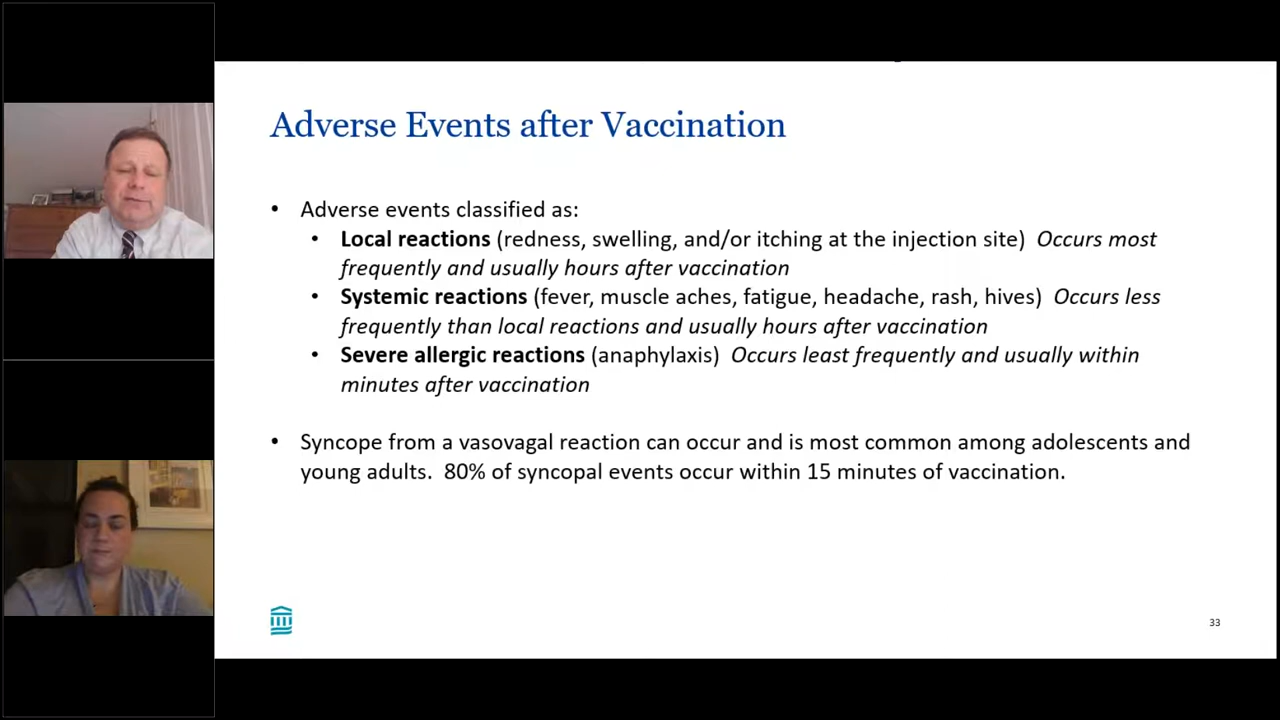 Adverse Events after Vaccination
• Adverse events classified as:
• Local reactions (redness, swelling, and/or itching at the injection site) Occurs most
frequently and usually hours after vaccination
• Systemic reactions (fever, muscle aches, fatigue, headache, rash, hives) Occurs less
frequently than local reactions and usually hours after vaccination
• Severe allergic reactions (anaphylaxis) Occurs least frequently and usually within
minutes after vaccination
• Syncope from a vasovagal reaction can occur and is most common among adolescents and
young adults. 80% of syncopal events occur within 15 minutes of vaccination.
33